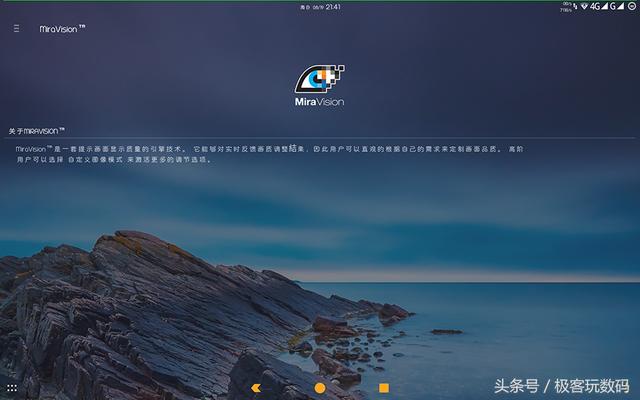 周日 08/19 21:41
4G G
MiraVision™
MiraVision
关于MIRAVISION™
MiraVision™是一套提示画面显示质量的引擎技术。 它能够对实时反馈画质调整結果，因此用户可以直观的根据自己的需求来定制画面品质。 高阶
用户可以选择 自定义图像模式 来激活更多的调节选项。
头条号 / 极客玩数码